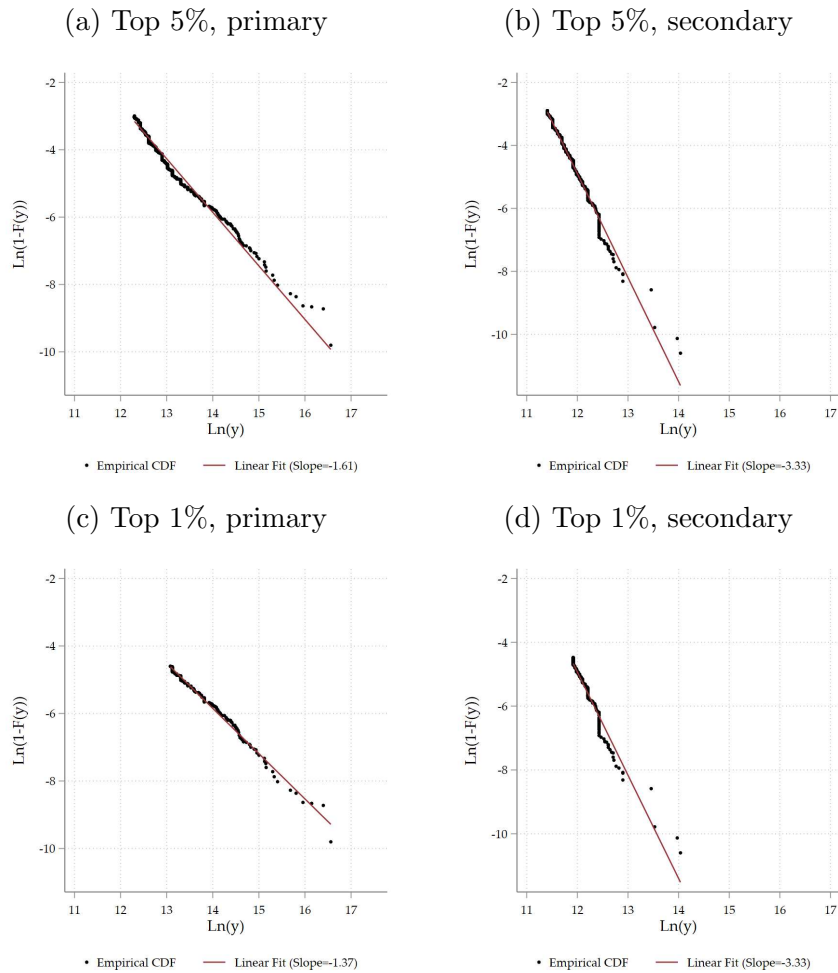 (a) Top 5%, primary
(b) Top 5%, secondary
-2
-4
-6
-8
-10
Ln(1-F(y))
11 12 13 14 15 16 17
Ln(y)
• Empirical CDF — Linear Fit (Slope=-1.61)
-2
-4
-6
-8
-10
Ln(1-F(y))
11 12 13 14 15 16 17
Ln(y)
• Empirical CDF — Linear Fit (Slope=-3.33)
(c) Top 1%, primary
(d) Top 1%, secondary
-2
-4
-6
-8
-10
Ln(1-F(y))
11 12 13 14 15 16 17
Ln(y)
• Empirical CDF — Linear Fit (Slope=-1.37)
-2
-4
-6
-8
-10
Ln(1-F(y))
11 12 13 14 15 16 17
Ln(y)
• Empirical CDF — Linear Fit (Slope=-3.33)